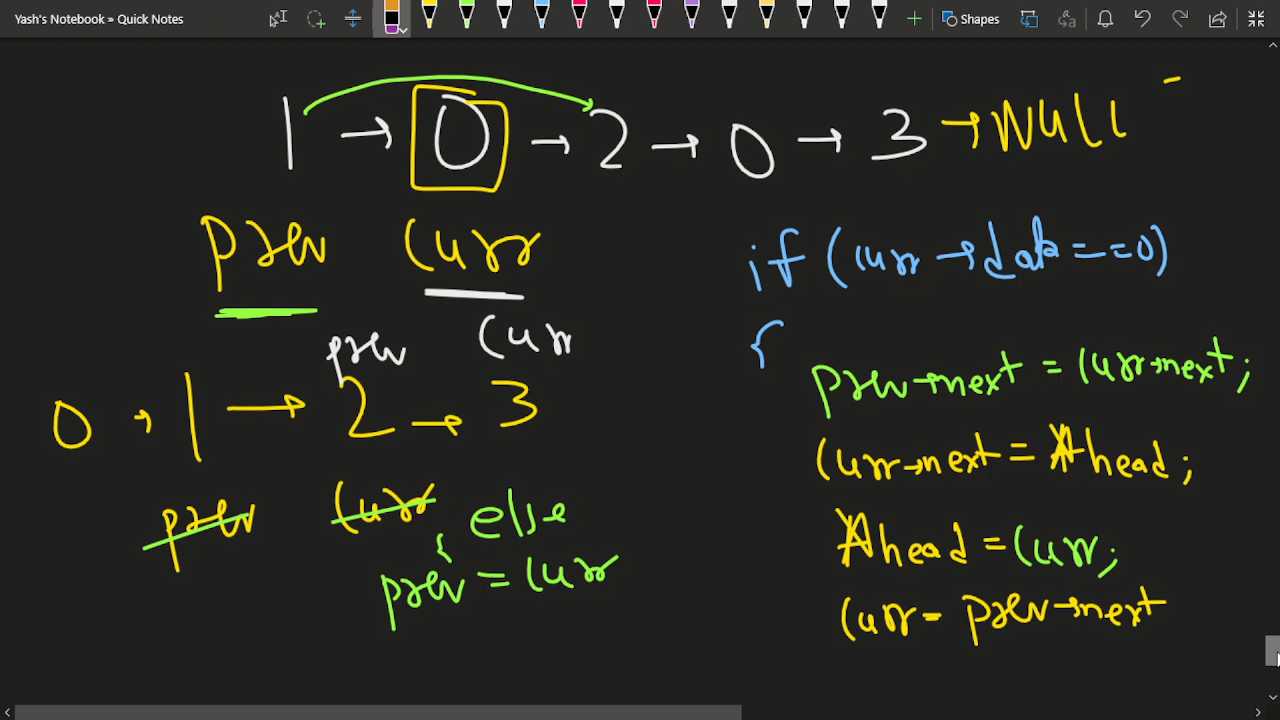 Yash's Notebook » Quick Notes
Shapes
1 → 0 → 2 → 0 → 3 → NULL
prev curr
if (curr → data == 0)
{
prev curr
prev→next = curr→next;
0 , 1 → 2 → 3
curr→next = head;
prev curr
else
{
prev = curr
head = curr;
curr = prev→next